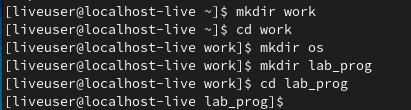 [liveuser@localhost-live ~]$ mkdir work
[liveuser@localhost-live ~]$ cd work
[liveuser@localhost-live work]$ mkdir os
[liveuser@localhost-live work]$ mkdir lab_prog
[liveuser@localhost-live work]$ cd lab_prog
[liveuser@localhost-live lab_prog]$